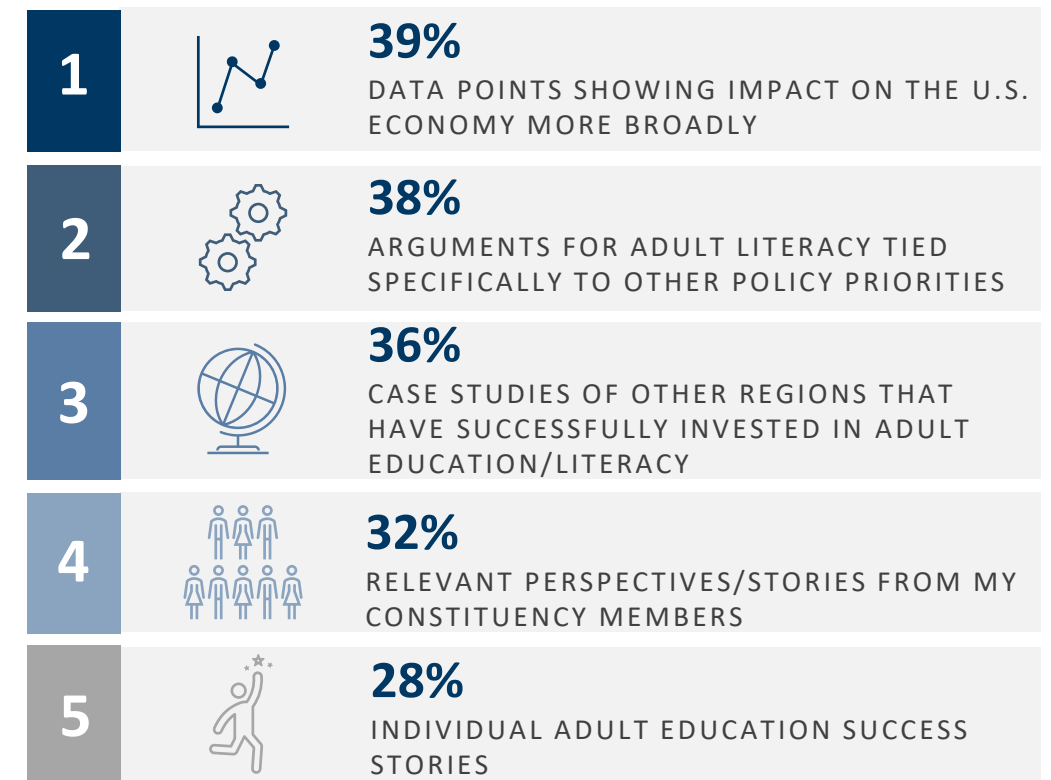 1
39%
DATA POINTS SHOWING IMPACT ON THE U.S.
ECONOMY MORE BROADLY
2
38%
ARGUMENTS FOR ADULT LITERACY TIED
SPECIFICALLY TO OTHER POLICY PRIORITIES
3
36%
CASE STUDIES OF OTHER REGIONS THAT
HAVE SUCCESSFULLY INVESTED IN ADULT
EDUCATION/LITERACY
4
32%
RELEVANT PERSPECTIVES/STORIES FROM MY
CONSTITUENCY MEMBERS
5
28%
INDIVIDUAL ADULT EDUCATION SUCCESS
STORIES